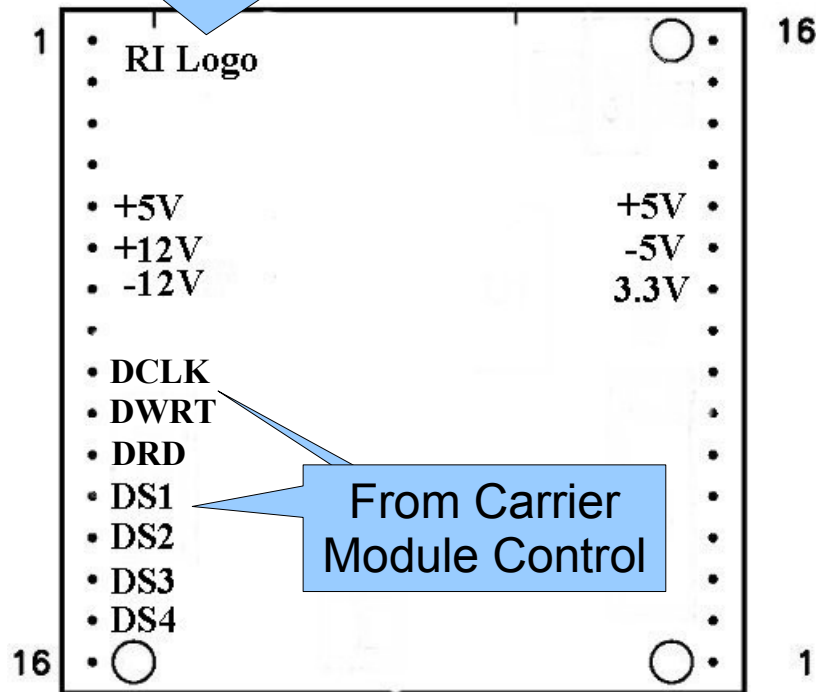 1
16
RI Logo
+5V
+5V
+12V
-5V
-12V
3.3V
DCLK
DWRT
DRD
DS1
DS2
DS3
DS4
From Carrier
Module Control
16
1